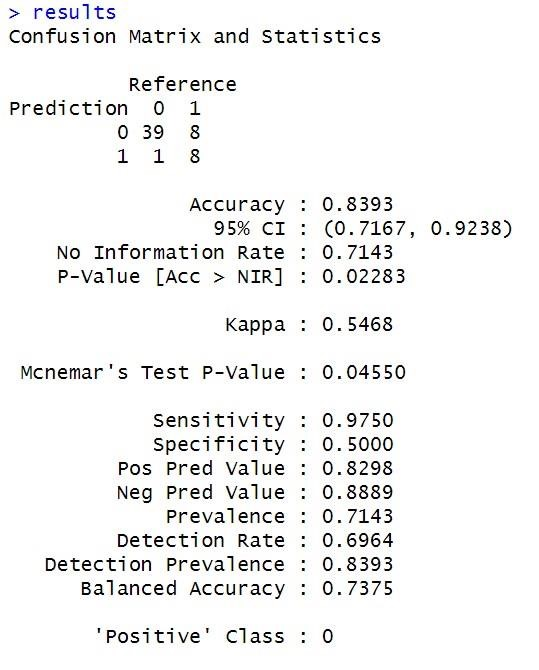 > results
Confusion Matrix and Statistics
Reference
Prediction 0 1
0 39 8
1 1 8
Accuracy : 0.8393
95% CI : (0.7167, 0.9238)
No Information Rate : 0.7143
P-Value [Acc > NIR] : 0.02283
Kappa : 0.5468
Mcnemar's Test P-Value : 0.04550
Sensitivity : 0.9750
Specificity : 0.5000
Pos Pred Value : 0.8298
Neg Pred Value : 0.8889
Prevalence : 0.7143
Detection Rate : 0.6964
Detection Prevalence : 0.8393
Balanced Accuracy : 0.7375
'Positive' Class : 0